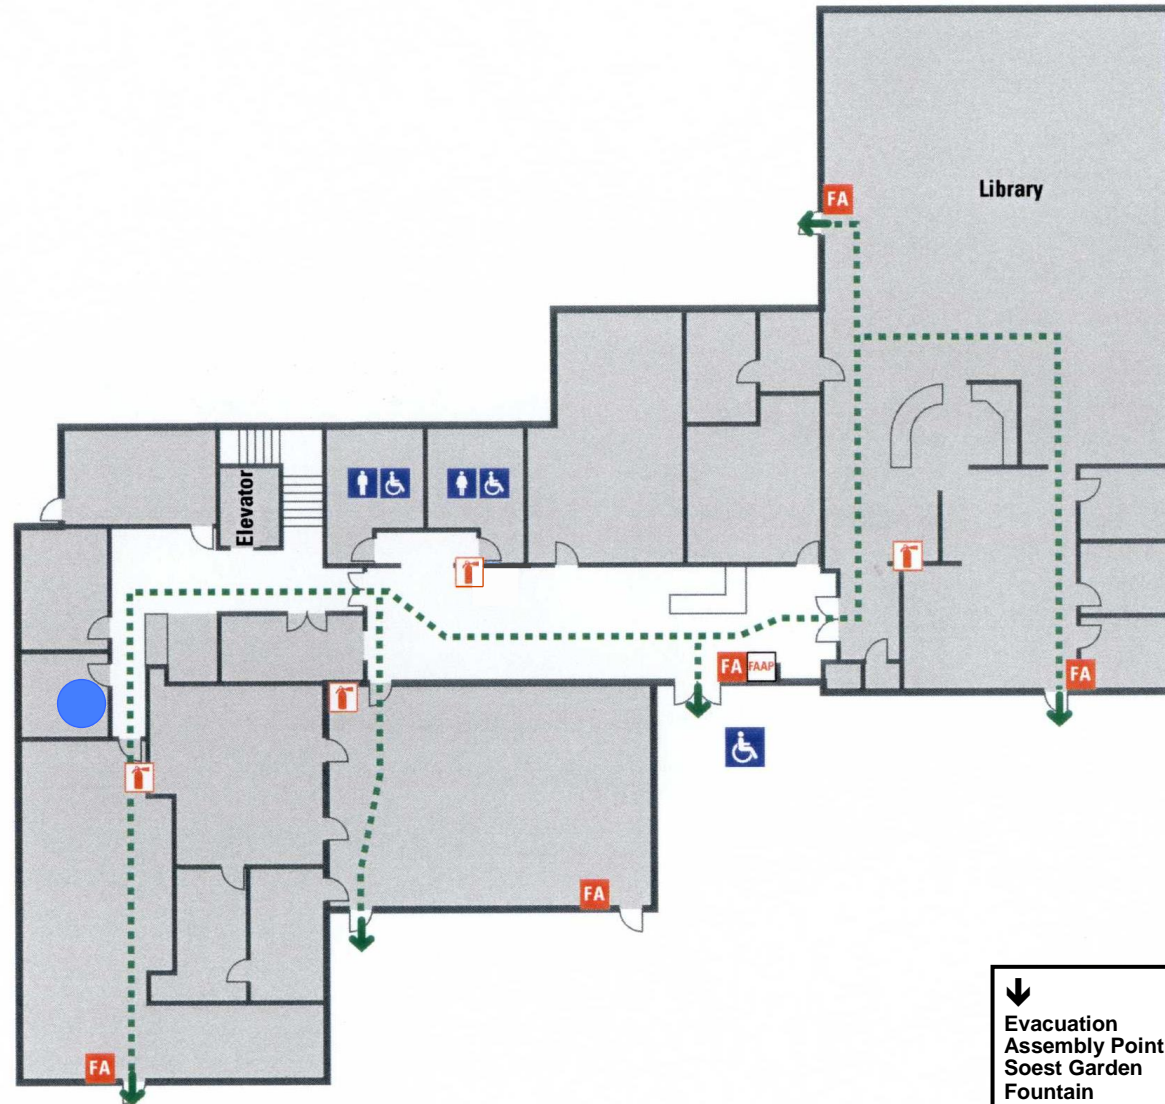 Library
FA
Elevator
FA
FAAP
FA
FA
FA
Evacuation
Assembly Point
Soest Garden
Fountain